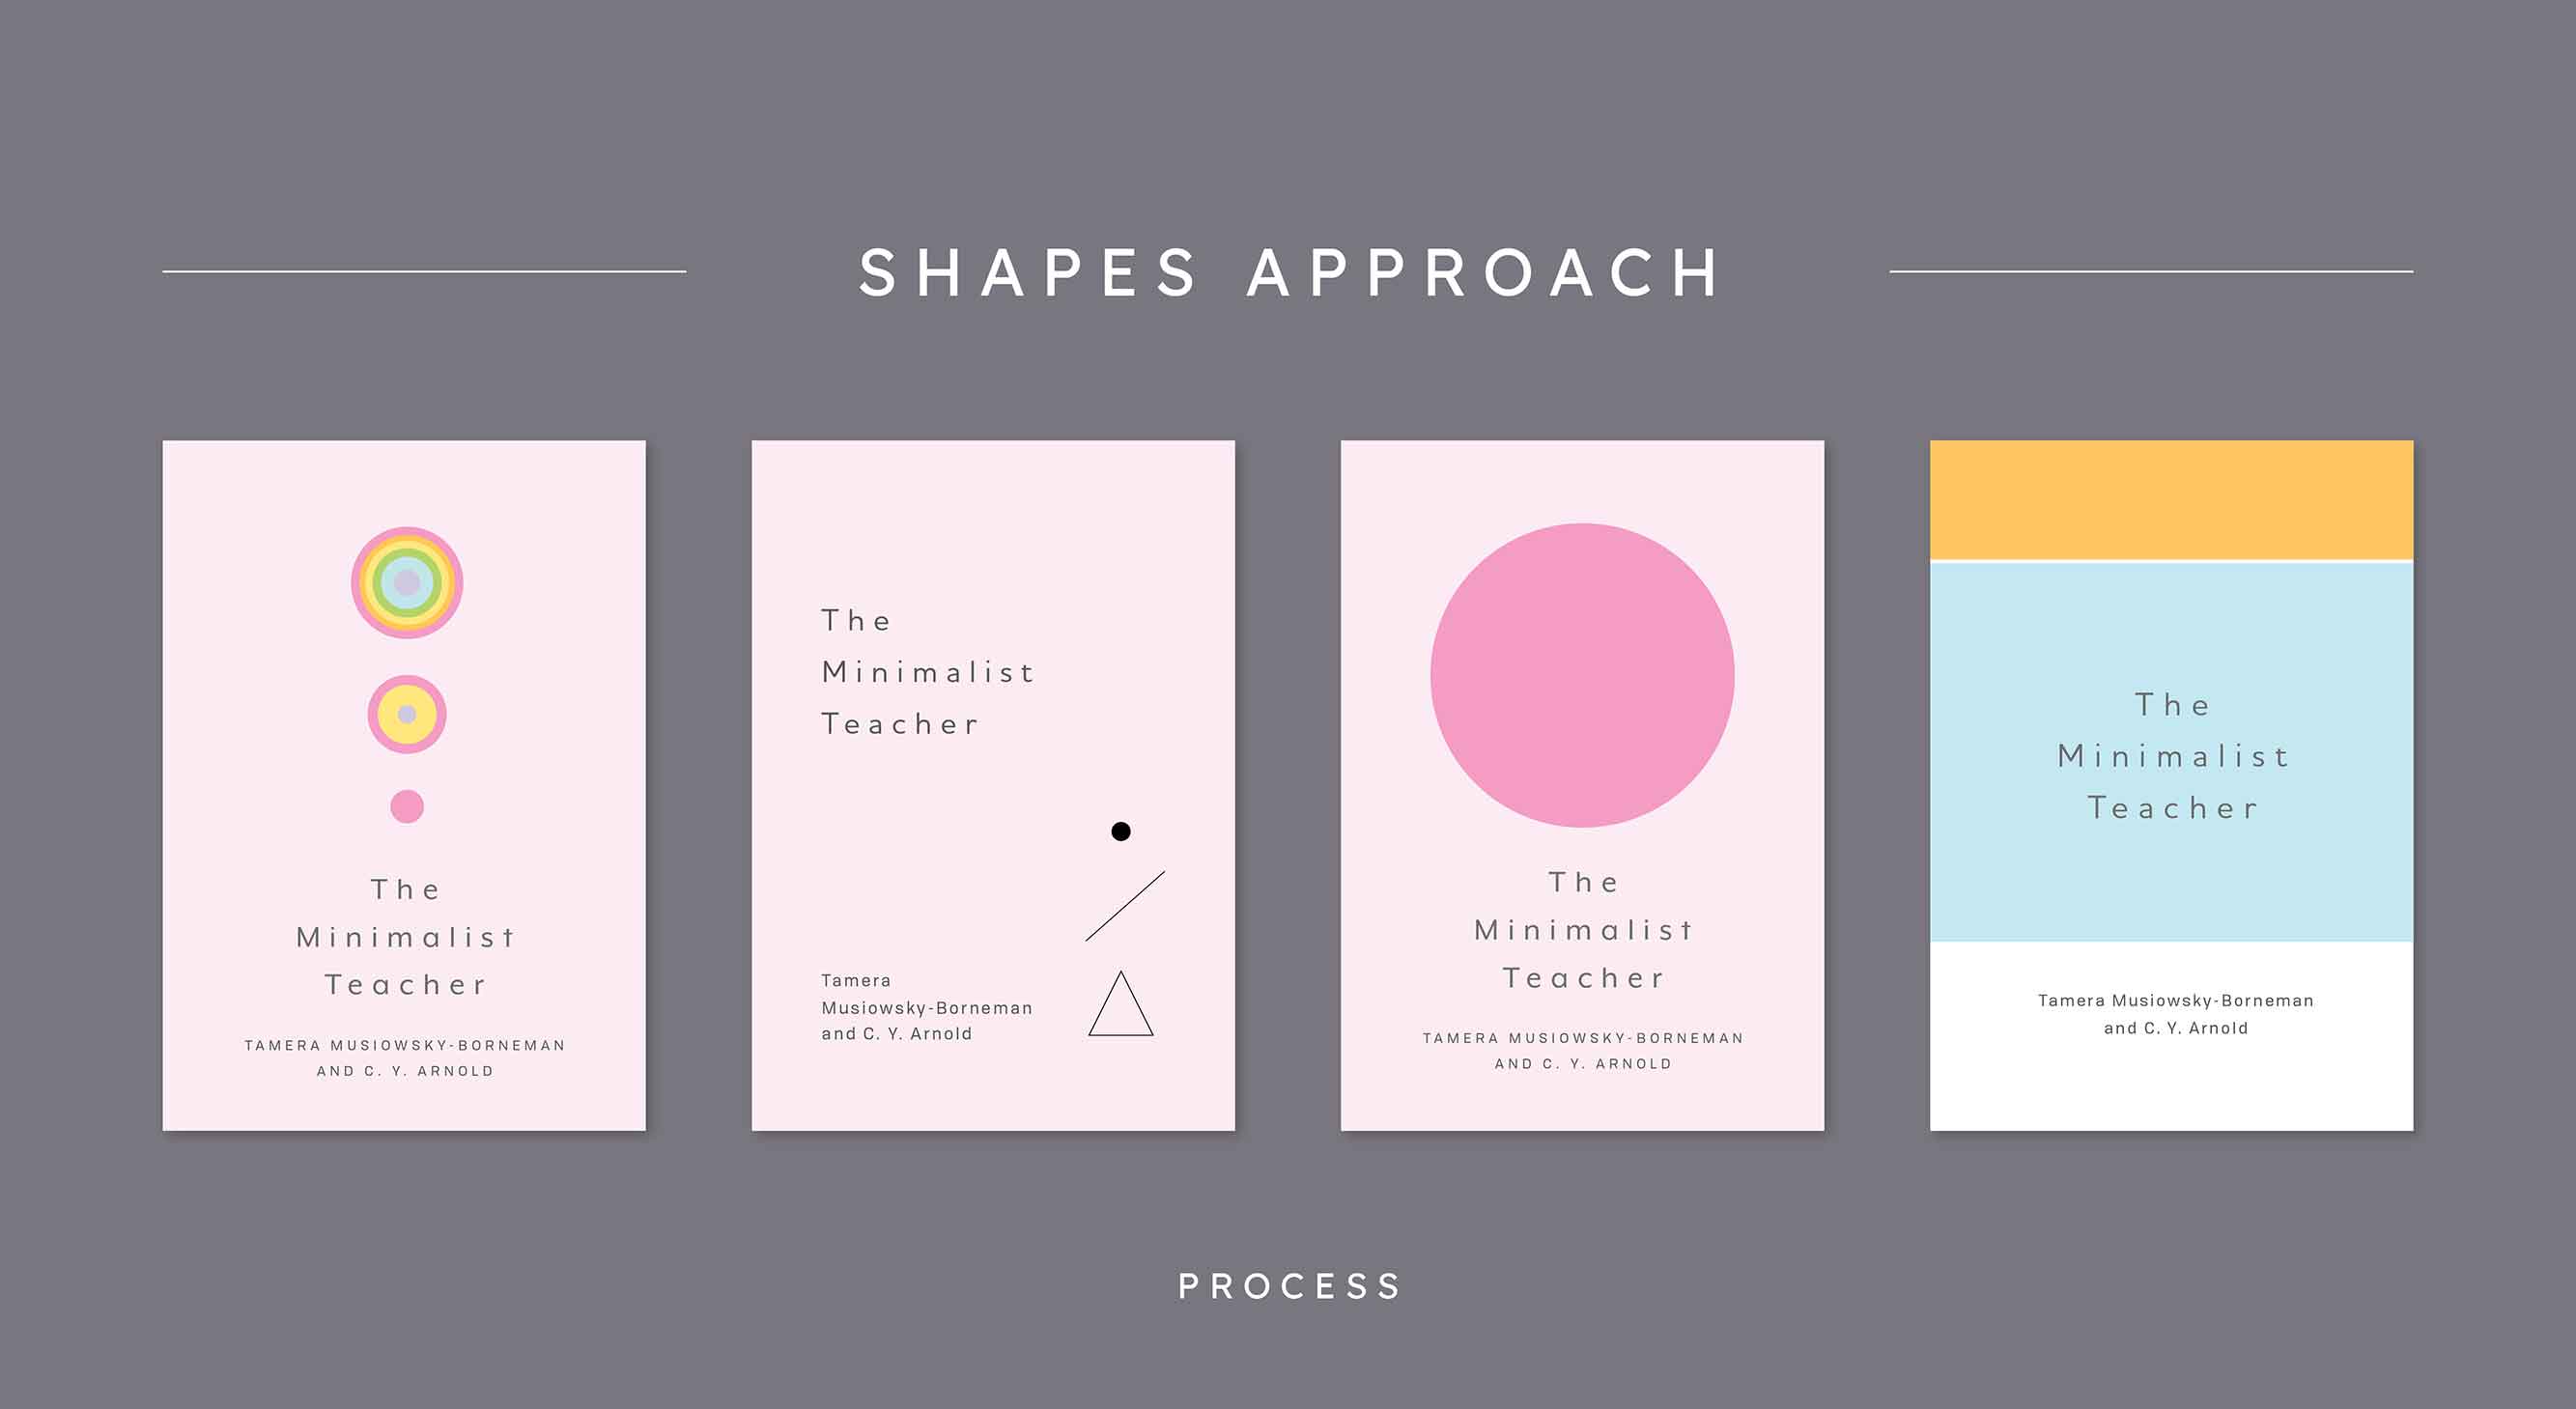 SHAPES APPROACH
The
Minimalist
Teacher
TAMERA MUSIOWSKY-BORNEMAN
AND C. Y. ARNOLD
The
Minimalist
Teacher
Tamera
Musiowsky-Borneman
and C. Y. Arnold
The
Minimalist
Teacher
TAMERA MUSIOWSKY-BORNEMAN
AND C. Y. ARNOLD
The
Minimalist
Teacher
Tamera Musiowsky-Borneman
and C. Y. Arnold
PROCESS